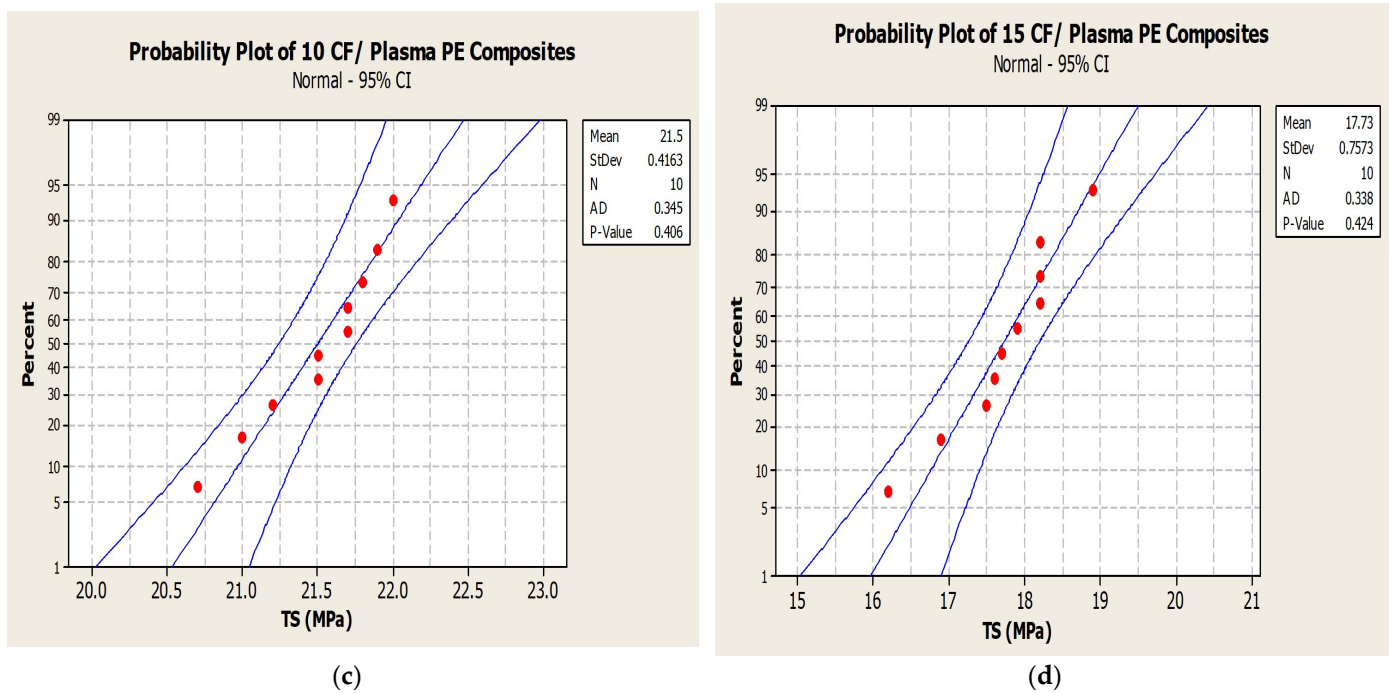 Probability Plot of 10 CF/ Plasma PE Composites
Normal - 95% CI
Mean 21.5
StDev 0.4163
N 10
AD 0.345
P-Value 0.406
99
95
90
80
70
60
50
40
30
20
10
5
1
Percent
20.0 20.5 21.0 21.5 22.0 22.5 23.0
TS (MPa)
(c)
Probability Plot of 15 CF/ Plasma PE Composites
Normal - 95% CI
Mean 17.73
StDev 0.7573
N 10
AD 0.338
P-Value 0.424
99
95
90
80
70
60
50
40
30
20
10
5
1
Percent
15 16 17 18 19 20 21
TS (MPa)
(d)